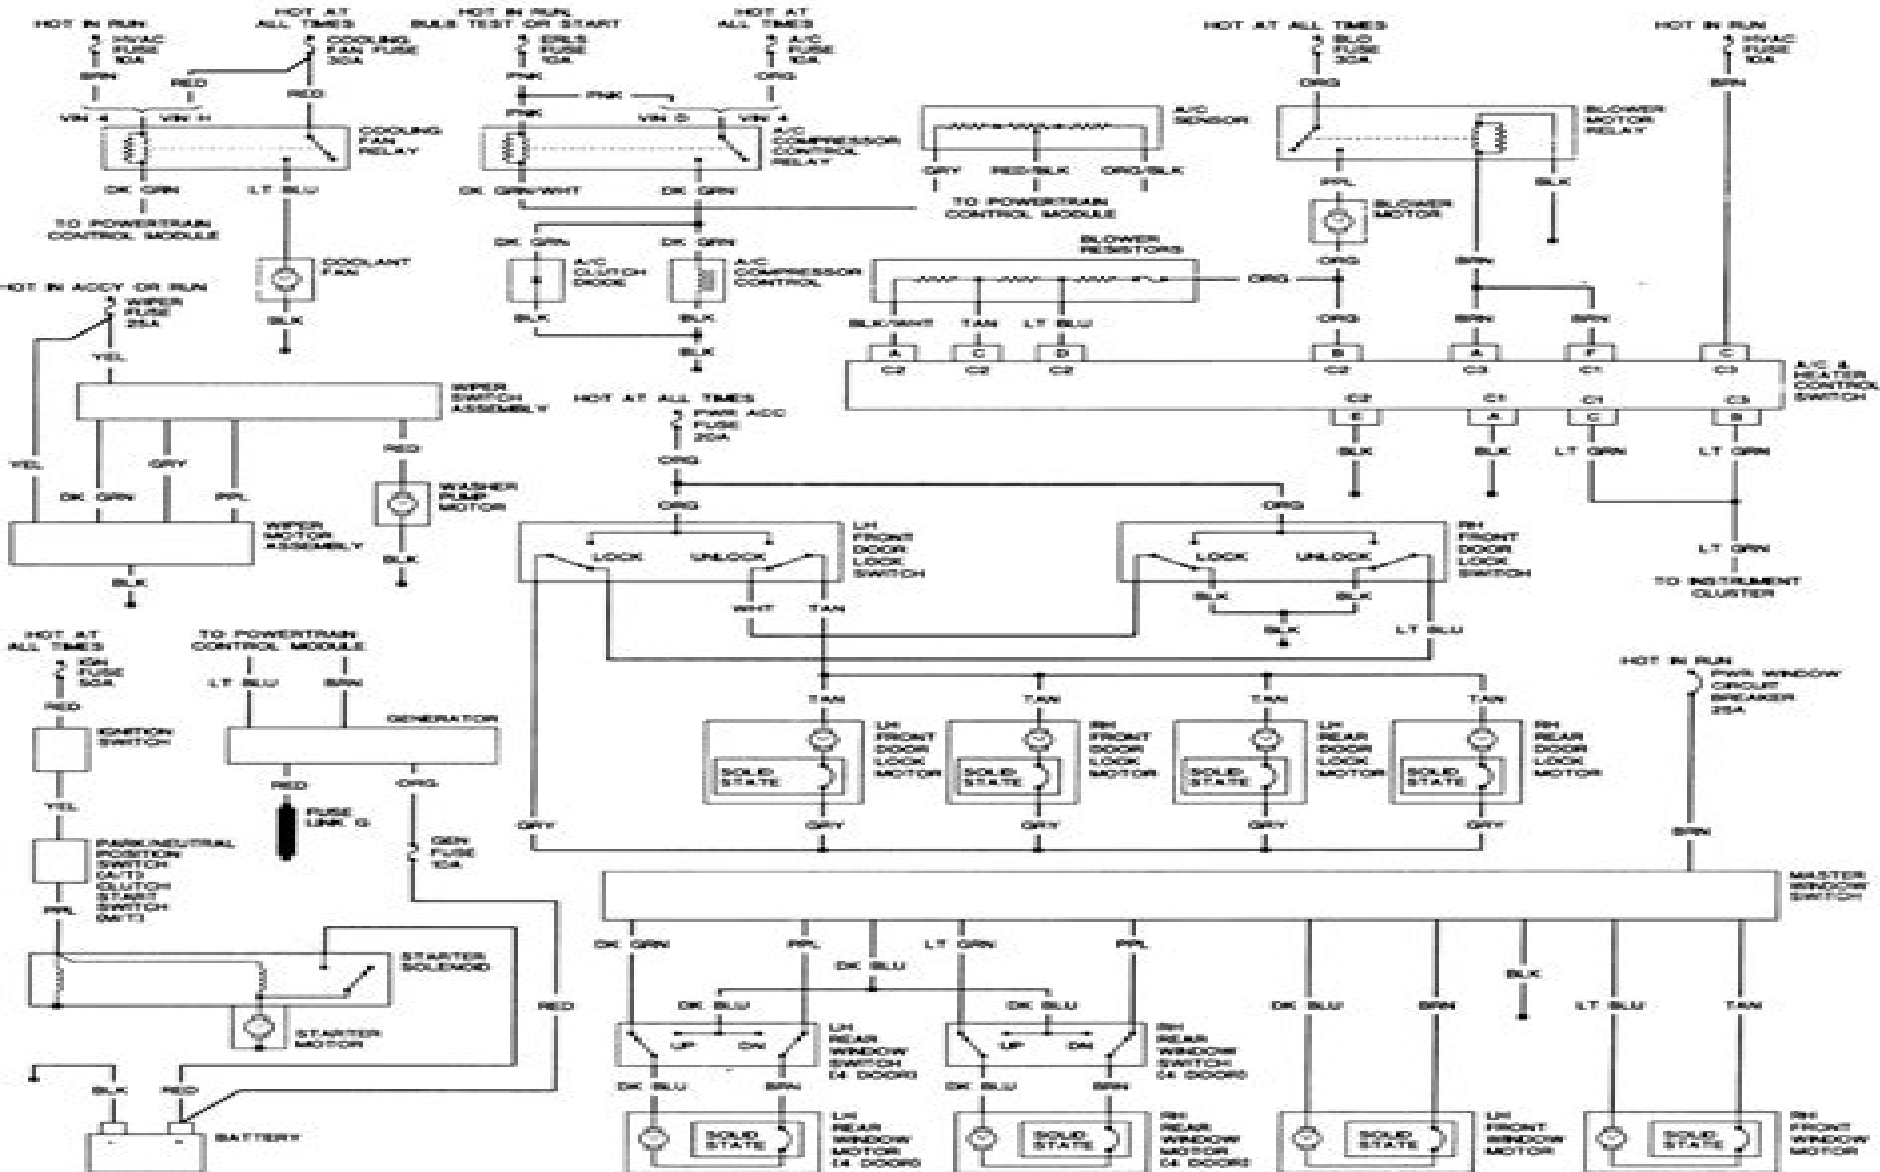 HOT IN RUN
HVAC
FUSE
10A
BRN
HOT AT
ALL TIMES
COOLING
FAN FUSE
30A
RED
RED
VIN 4
VIN H
COOLING
FAN
RELAY
DK GRN
LT BLU
TO POWERTRAIN
CONTROL MODULE
COOLANT
FAN
BLK
HOT IN RUN,
BULB TEST OR START
ERLS
FUSE
10A
PNK
PNK
PNK
HOT AT
ALL TIMES
A/C
FUSE
10A
ORG
VIN D
VIN 4
A/C
COMPRESSOR
CONTROL
RELAY
DK GRN/WHT
DK GRN
DK GRN
DK GRN
A/C
CLUTCH
DIODE
A/C
COMPRESSOR
CONTROL
BLK
BLK
BLK
A/C
SENSOR
GRY
RED/BLK
ORG/BLK
TO POWERTRAIN
CONTROL MODULE
HOT AT ALL TIMES
BLO
FUSE
30A
ORG
BLOWER
MOTOR
RELAY
PPL
BLK
BLOWER
MOTOR
ORG
BRN
HOT IN RUN
HVAC
FUSE
10A
BRN
BLOWER
RESISTORS
ORG
BLK/WHT
TAN
LT BLU
ORG
BRN
BRN
A
C
D
B
A
F
C
C2
C2
C2
C2
C3
C1
C3
A/C &
HEATER
CONTROL
SWITCH
C2
C1
C1
C3
E
A
C
B
BLK
BLK
LT GRN
LT GRN
LT GRN
TO INSTRUMENT
CLUSTER
HOT IN ACCY OR RUN
WIPER
FUSE
25A
YEL
WIPER
SWITCH
ASSEMBLY
YEL
DK GRN
GRY
PPL
RED
WASHER
PUMP
MOTOR
BLK
WIPER
MOTOR
ASSEMBLY
BLK
HOT AT ALL TIMES
PWR ACC
FUSE
20A
ORG
ORG
ORG
LOCK
UNLOCK
LH
FRONT
DOOR
LOCK
SWITCH
LOCK
UNLOCK
RH
FRONT
DOOR
LOCK
SWITCH
WHT
TAN
BLK
BLK
BLK
LT BLU
TAN
TAN
TAN
TAN
SOLID
STATE
LH
FRONT
DOOR
LOCK
MOTOR
SOLID
STATE
RH
FRONT
DOOR
LOCK
MOTOR
SOLID
STATE
LH
REAR
DOOR
LOCK
MOTOR
SOLID
STATE
RH
REAR
DOOR
LOCK
MOTOR
GRY
GRY
GRY
GRY
GRY
HOT AT
ALL TIMES
IGN
FUSE
50A
RED
IGNITION
SWITCH
YEL
PARK/NEUTRAL
POSITION
SWITCH
(A/T)
CLUTCH
START
SWITCH
(M/T)
PPL
TO POWERTRAIN
CONTROL MODULE
LT BLU
BRN
GENERATOR
RED
ORG
FUSE
LINK G
GEN
FUSE
10A
STARTER
SOLENOID
STARTER
MOTOR
RED
BLK
RED
BATTERY
HOT IN RUN
PWR WINDOW
CIRCUIT
BREAKER
25A
BRN
MASTER
WINDOW
SWITCH
DK GRN
PPL
DK BLU
LT GRN
PPL
DK BLU
DK BLU
UP
DN
LH
REAR
WINDOW
SWITCH
(4 DOOR)
UP
DN
RH
REAR
WINDOW
SWITCH
(4 DOOR)
DK BLU
BRN
BLK
LT BLU
TAN
DK BLU
BRN
DK BLU
BRN
SOLID
STATE
LH
REAR
WINDOW
MOTOR
(4 DOOR)
SOLID
STATE
RH
REAR
WINDOW
MOTOR
(4 DOOR)
SOLID
STATE
LH
FRONT
WINDOW
MOTOR
SOLID
STATE
RH
FRONT
WINDOW
MOTOR